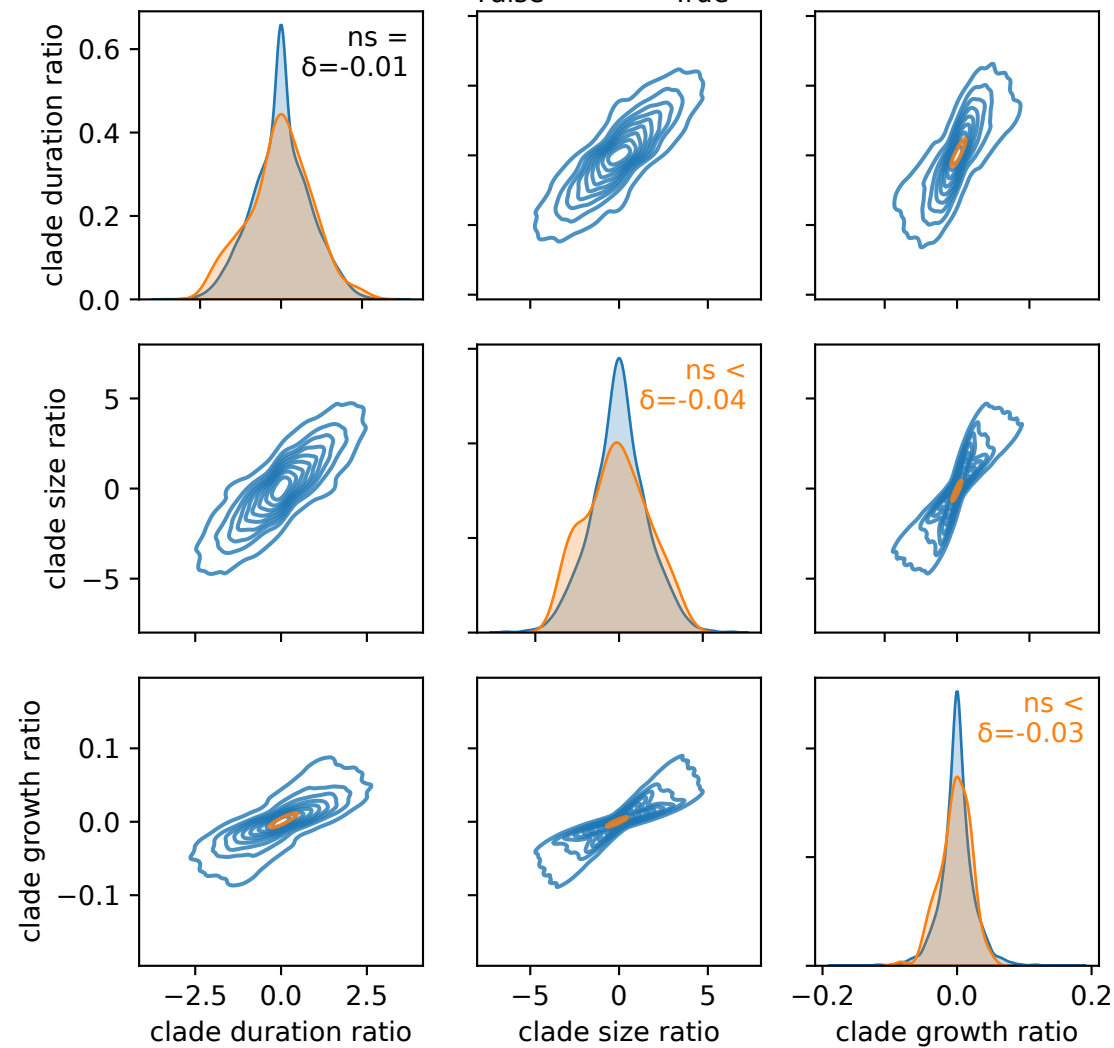 clade duration ratio
0.6
0.4
0.2
0.0
ns =
δ=-0.01
clade size ratio
5
0
−5
ns <
δ=-0.04
clade growth ratio
0.1
0.0
−0.1
ns <
δ=-0.03
−2.5 0.0 2.5
−5 0 5
−0.2 0.0 0.2
clade duration ratio
clade size ratio
clade growth ratio